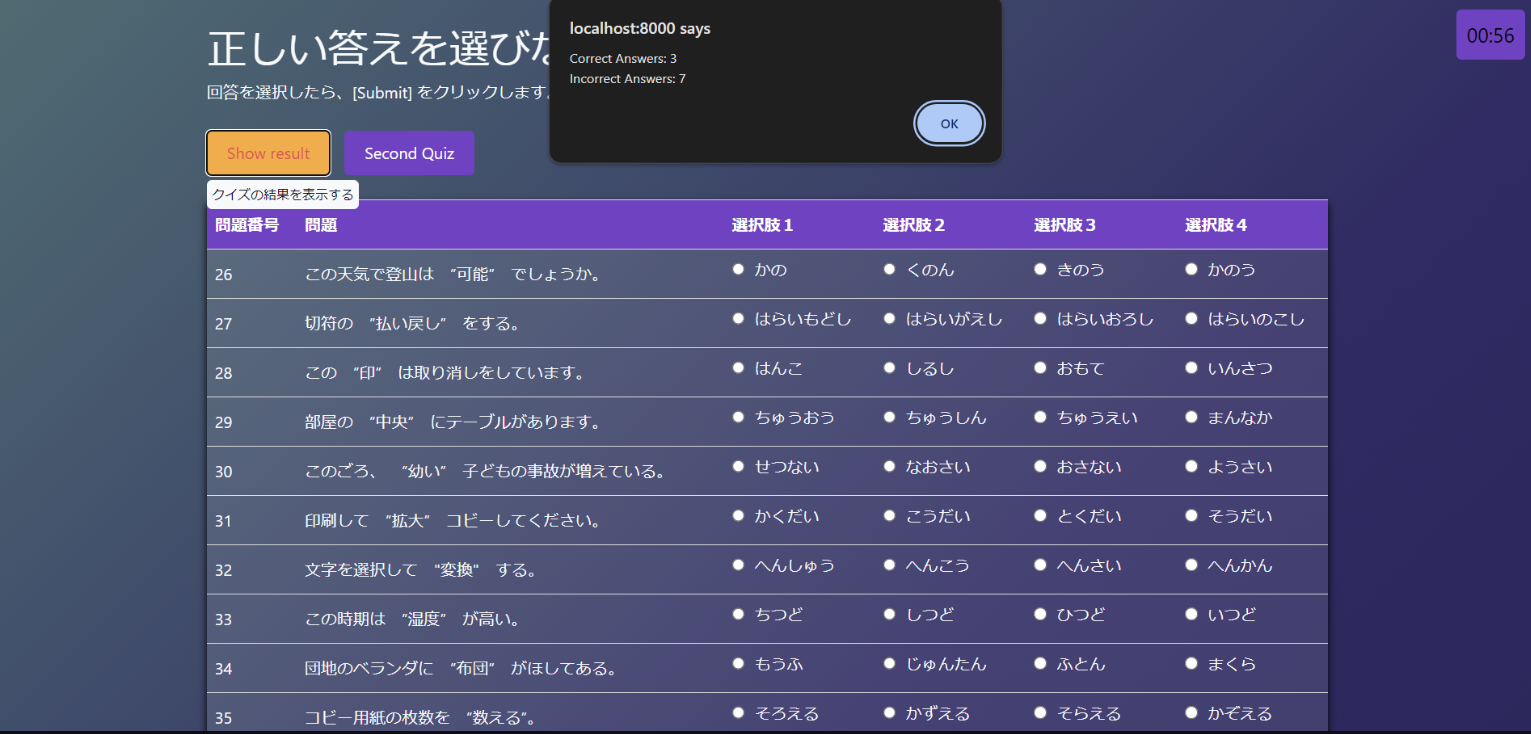 正しい答えを選びな
localhost:8000 says
Correct Answers: 3
Incorrect Answers: 7
OK
00:56
回答を選択したら、[Submit] をクリックします。
Show result Second Quiz
クイズの結果を表示する
問題番号 問題 選択肢１ 選択肢２ 選択肢３ 選択肢４
26 この天気で登山は　“可能”　でしょうか。 かの くのん きのう かのう
27 切符の　“払い戻し”　をする。 はらいもどし はらいがえし はらいおろし はらいのこし
28 この　“印”　は取り消しをしています。 はんこ しるし おもて いんさつ
29 部屋の　“中央”　にテーブルがあります。 ちゅうおう ちゅうしん ちゅうえい まんなか
30 このごろ、　“幼い”　子どもの事故が増えている。 せつない なおさい おさない ようさい
31 印刷して　“拡大”　コビーしてください。 かくだい こうだい とくだい そうだい
32 文字を選択して　"変換"　する。 へんしゅう へんこう へんさい へんかん
33 この時期は　“湿度”　が高い。 ちつど しつど ひつど いつど
34 団地のベランダに　“布団”　がほしてある。 もうふ じゅんたん ふとん まくら
35 コビー用紙の枚数を　“数える”。 そろえる かずえる そらえる かぞえる